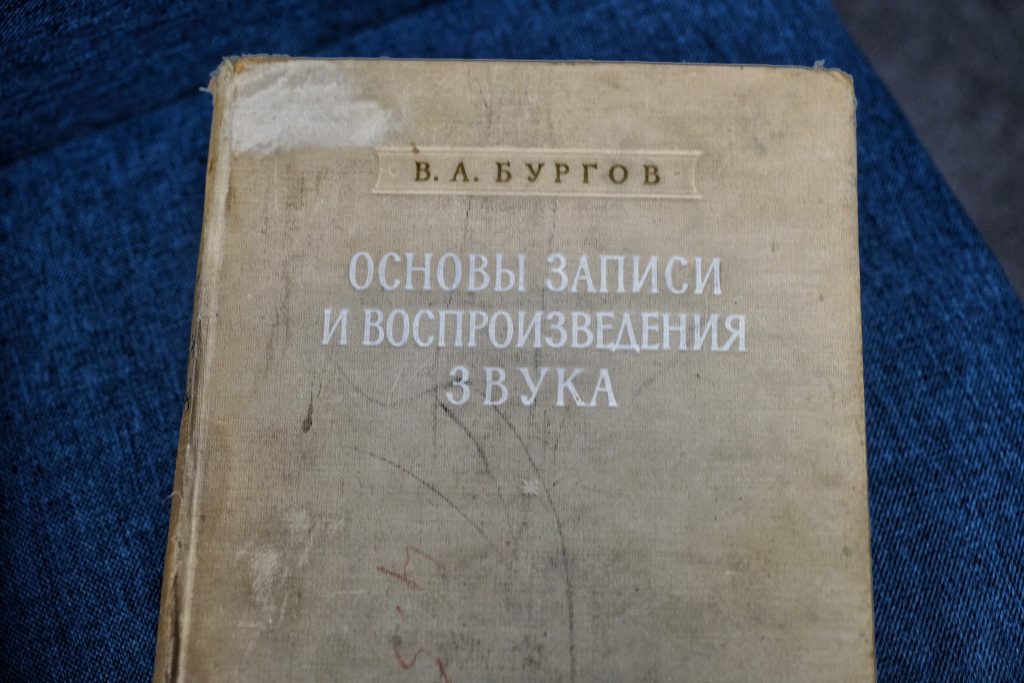 В. А. БУРГОВ
ОСНОВЫ ЗАПИСИ
И ВОСПРОИЗВЕДЕНИЯ
ЗВУКА